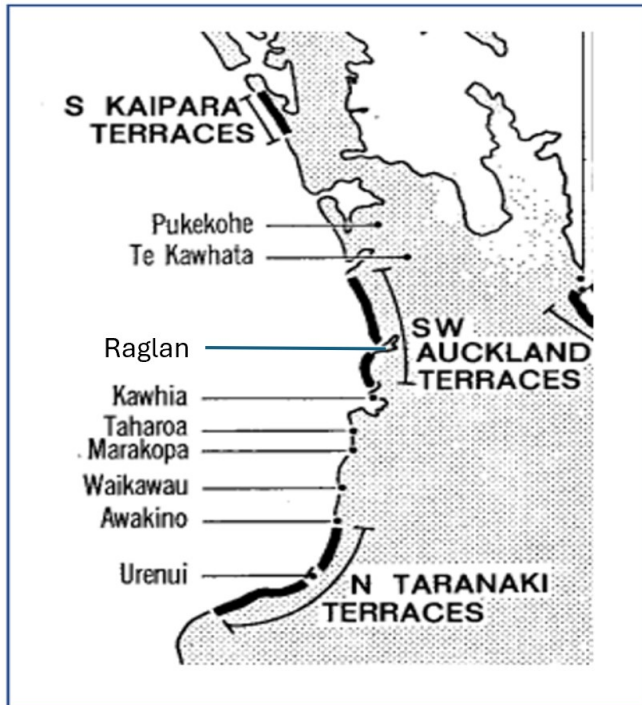 S KAIPARA
TERRACES
Pukekohe
Te Kawhata
SW
AUCKLAND
TERRACES
Raglan
Kawhia
Taharoa
Marakopa
Waikawau
Awakino
Urenui
N TARANAKI
TERRACES